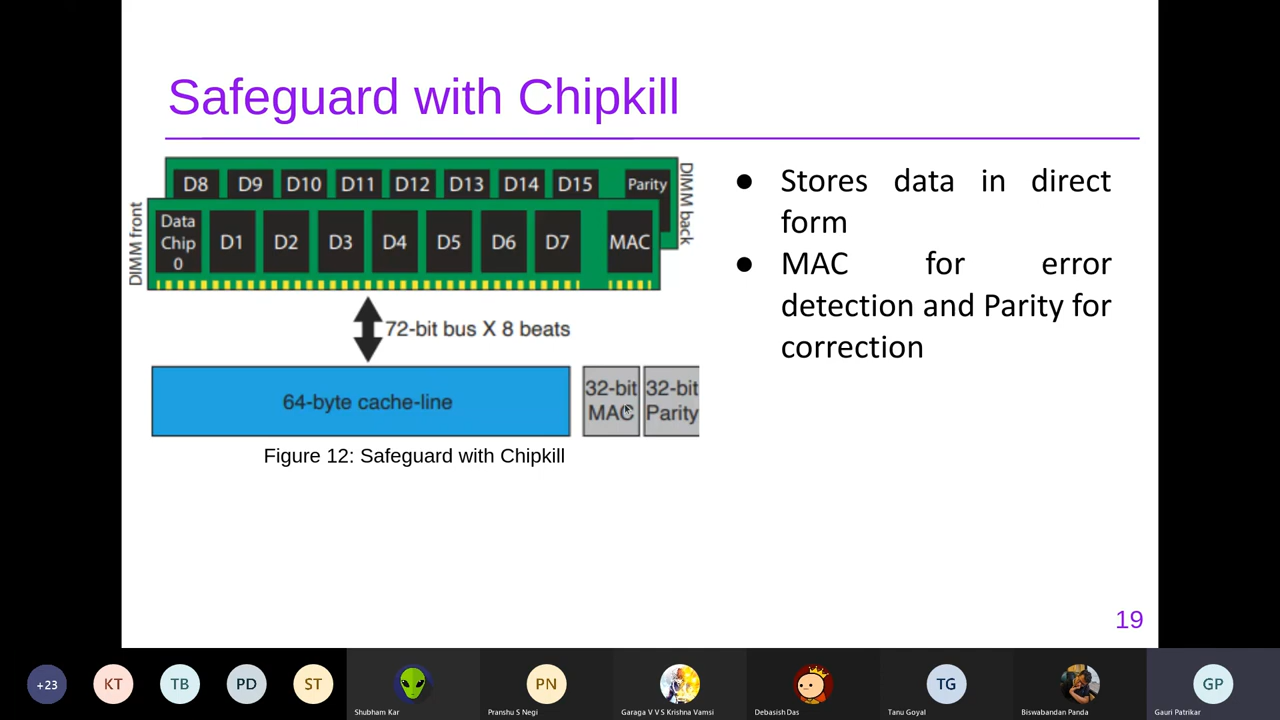 Safeguard with Chipkill
D8 D9 D10 D11 D12 D13 D14 D15 Parity
DIMM back
DIMM front
Data Chip 0 D1 D2 D3 D4 D5 D6 D7 MAC
72-bit bus X 8 beats
64-byte cache-line
32-bit MAC
32-bit Parity
Figure 12: Safeguard with Chipkill
● Stores data in direct
form
● MAC for error
detection and Parity for
correction
19
+23 KT TB PD ST PN TG GP
Shubham Kar Pranshu S Negi Garaga V V S Krishna Vamsi Debasish Das Tanu Goyal Biswabandan Panda Gauri Patrikar